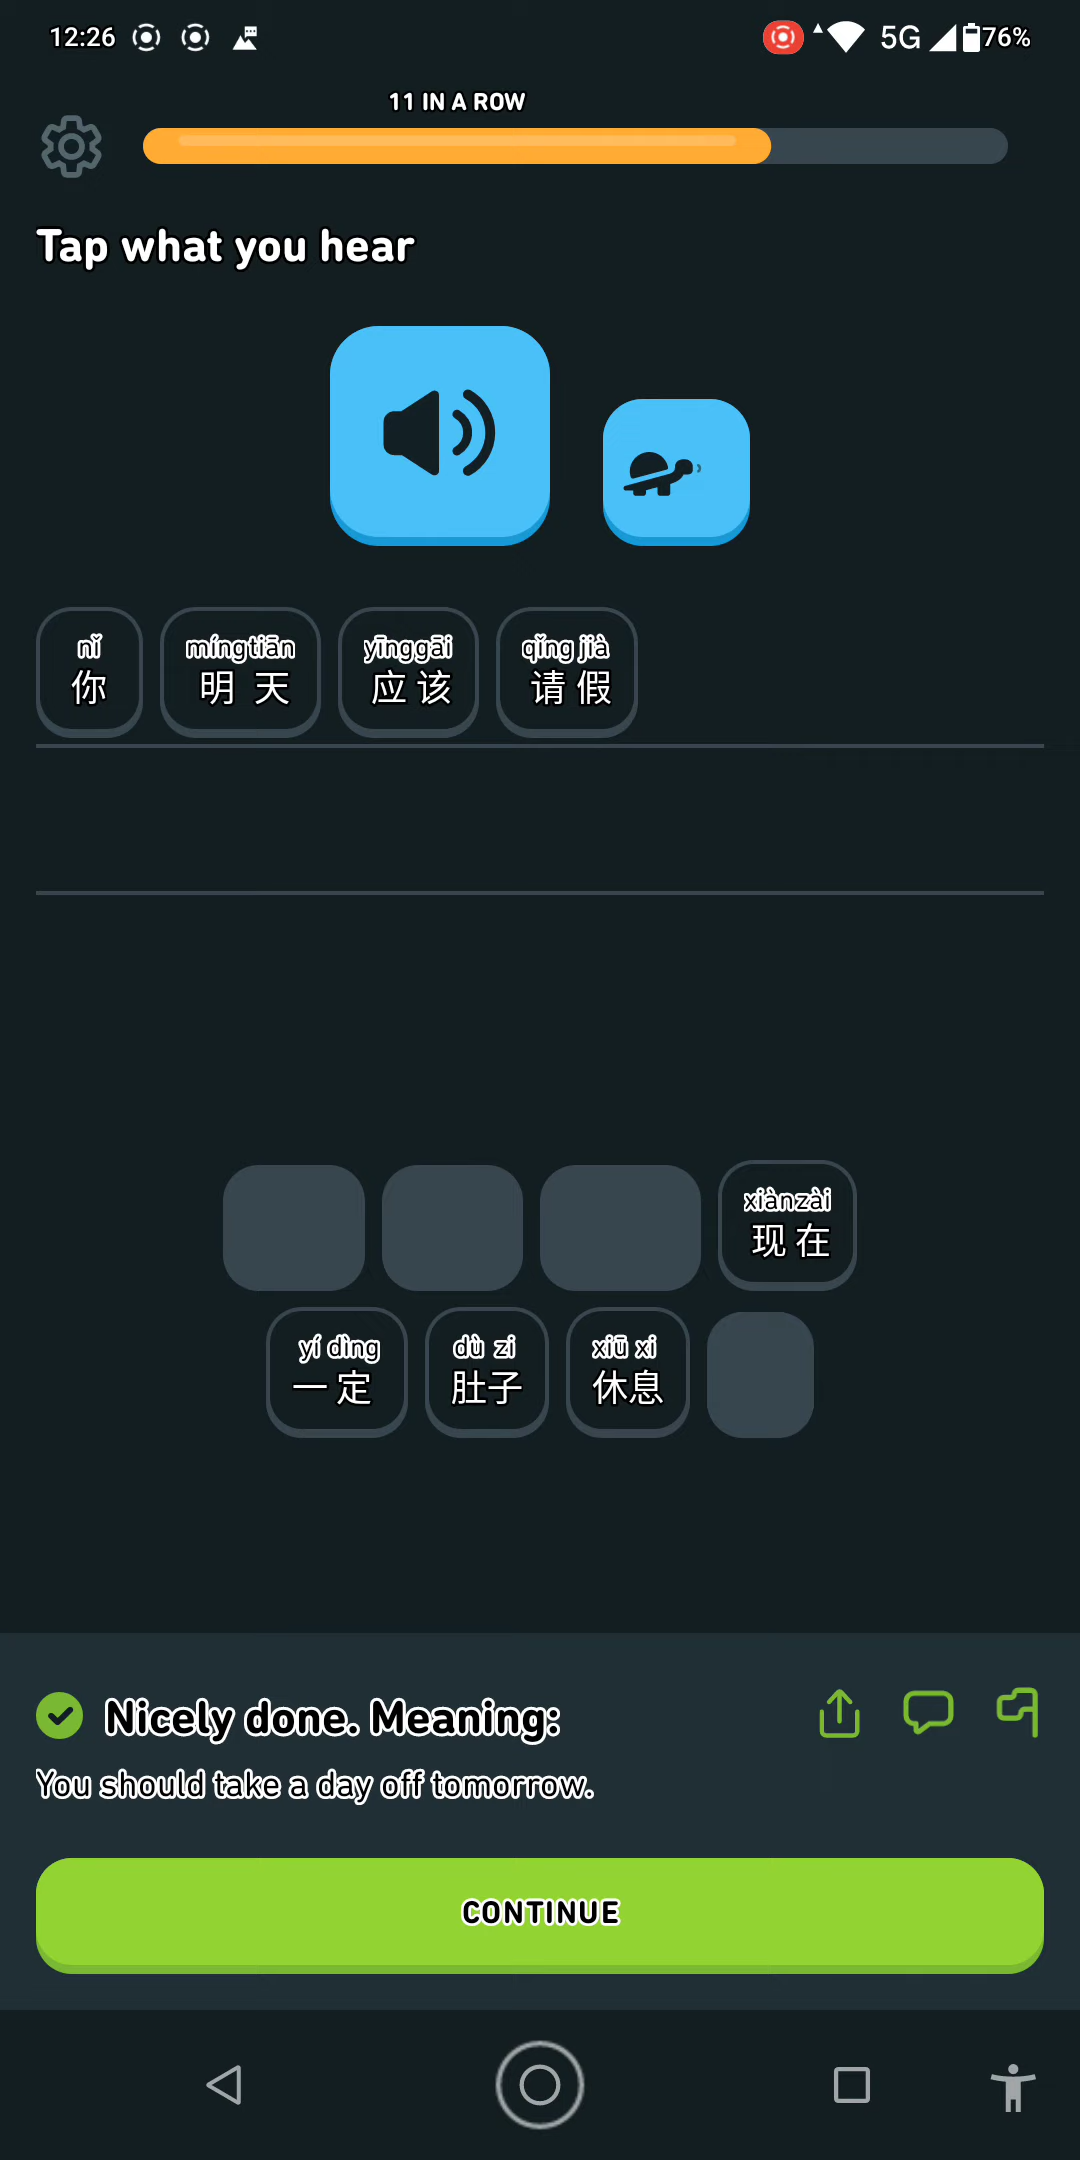 12:26 5G 76%
11 IN A ROW
Tap what you hear
nǐ míngtiān yīnggāi qǐng jià
你 明天 应该 请假
xiànzài
现在
yí dìng dù zi xiū xi
一定 肚子 休息
Nicely done. Meaning:
You should take a day off tomorrow.
CONTINUE